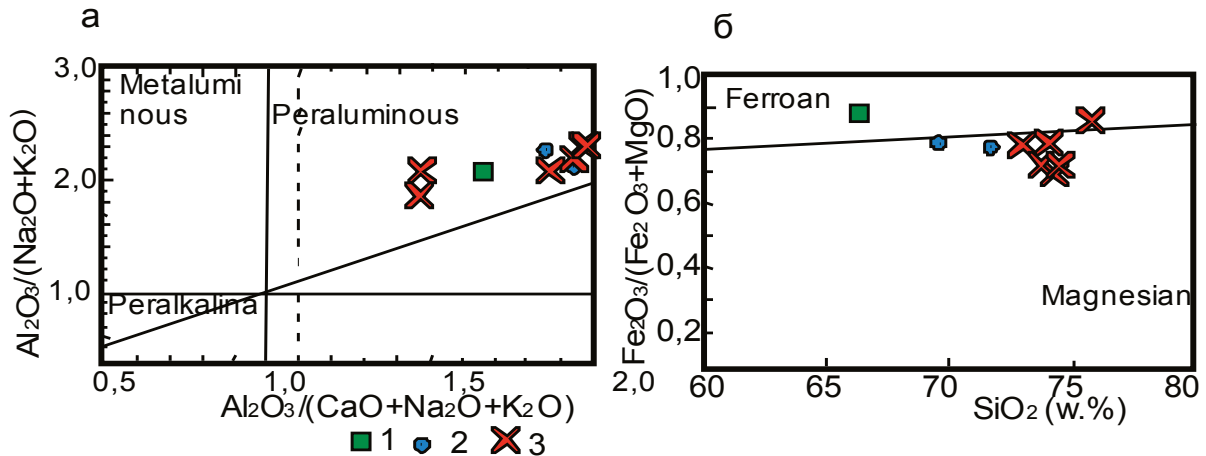 а
3,0
2,0
1,0
Al2O3/(Na2O+K2O)
Metalumi
nous
Peraluminous
Peralkalina
0,5
1,0
1,5
2,0
Al2O3/(CaO+Na2O+K2O)
б
1,0
0,8
0,6
0,4
0,2
Fe2O3/(Fe2O3+MgO)
Ferroan
Magnesian
60
65
70
75
80
SiO2 (w.%)
1 2 3